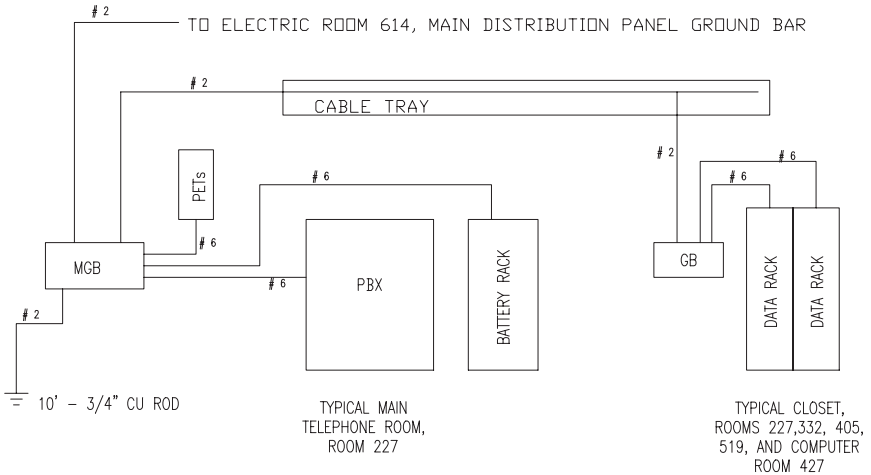 # 2
TO ELECTRIC ROOM 614, MAIN DISTRIBUTION PANEL GROUND BAR
# 2
CABLE TRAY
# 2
# 6
# 6
# 6
PETs
# 6
MGB
# 6
PBX
BATTERY RACK
GB
DATA RACK
DATA RACK
# 2
10' - 3/4" CU ROD
TYPICAL MAIN
TELEPHONE ROOM,
ROOM 227
TYPICAL CLOSET,
ROOMS 227,332, 405,
519, AND COMPUTER
ROOM 427